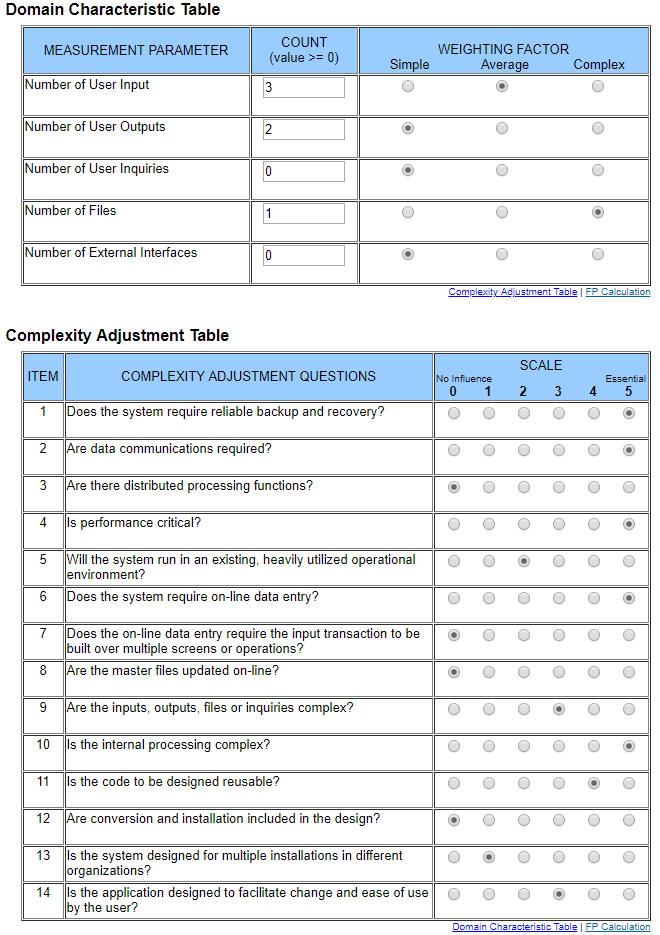 Domain Characteristic Table
MEASUREMENT PARAMETER
COUNT
(value >= 0)
WEIGHTING FACTOR
Simple Average Complex
Number of User Input 3
Number of User Outputs 2
Number of User Inquiries 0
Number of Files 1
Number of External Interfaces 0
Complexity Adjustment Table | FP Calculation
Complexity Adjustment Table
ITEM
COMPLEXITY ADJUSTMENT QUESTIONS
SCALE
No Influence Essential
0 1 2 3 4 5
1 Does the system require reliable backup and recovery?
2 Are data communications required?
3 Are there distributed processing functions?
4 Is performance critical?
5 Will the system run in an existing, heavily utilized operational
environment?
6 Does the system require on-line data entry?
7 Does the on-line data entry require the input transaction to be
built over multiple screens or operations?
8 Are the master files updated on-line?
9 Are the inputs, outputs, files or inquiries complex?
10 Is the internal processing complex?
11 Is the code to be designed reusable?
12 Are conversion and installation included in the design?
13 Is the system designed for multiple installations in different
organizations?
14 Is the application designed to facilitate change and ease of use
by the user?
Domain Characteristic Table | FP Calculation